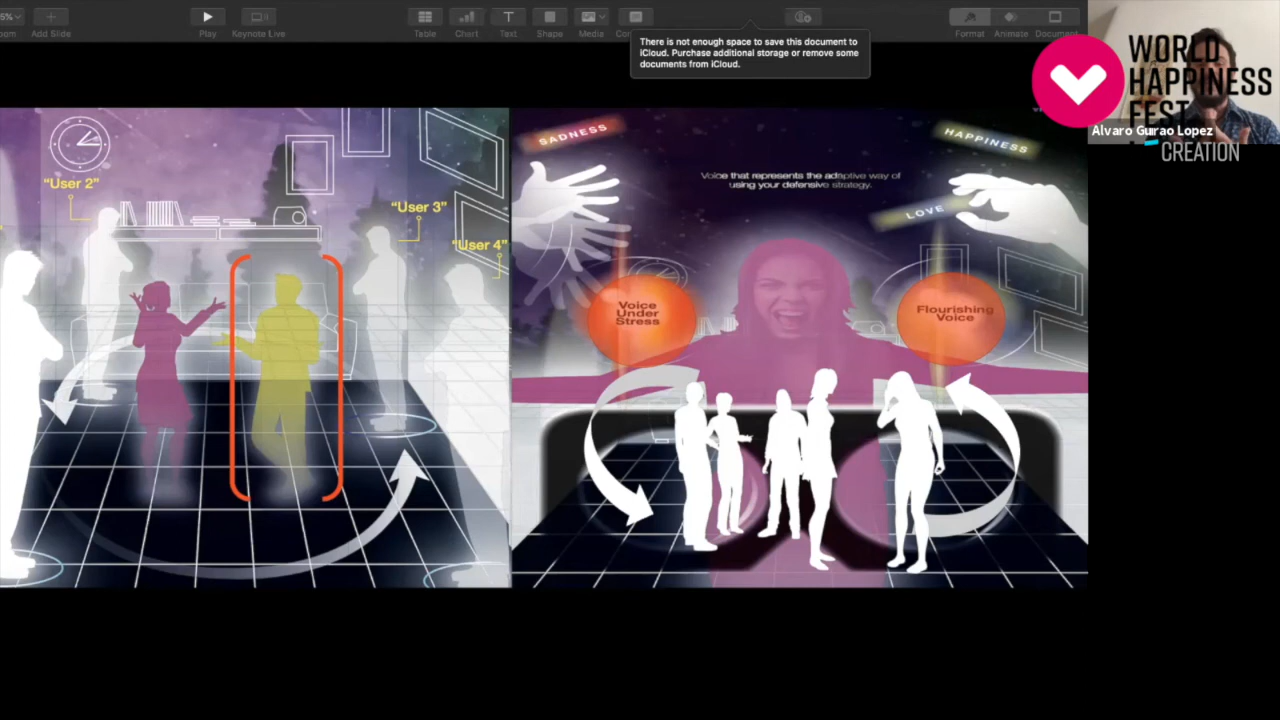 Add Slide
Play
Keynote Live
Table
Chart
Text
Shape
Media
Format
Animate
Document
There is not enough space to save this document to
iCloud. Purchase additional storage or remove some
documents from iCloud.
WORLD
HAPPINESS
FEST
Alvaro Guirao Lopez
CREATION
"User 2"
"User 3"
"User 4"
SADNESS
HAPPINESS
Voice that represents the adaptive way of
using your defensive strategy.
LOVE
Voice
Under
Stress
Flourishing
Voice